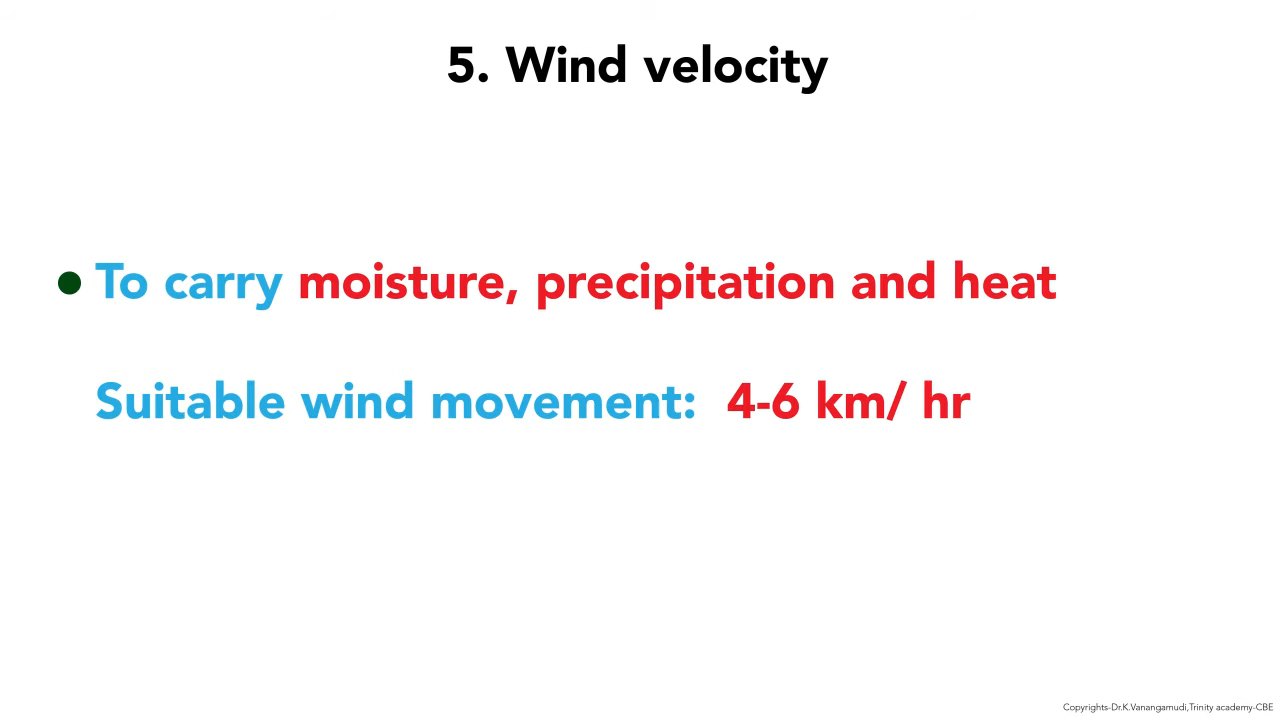 5. Wind velocity
● To carry moisture, precipitation and heat
Suitable wind movement: 4-6 km/ hr
Copyrights-Dr.K.Vanangamudi,Trinity academy-CBE